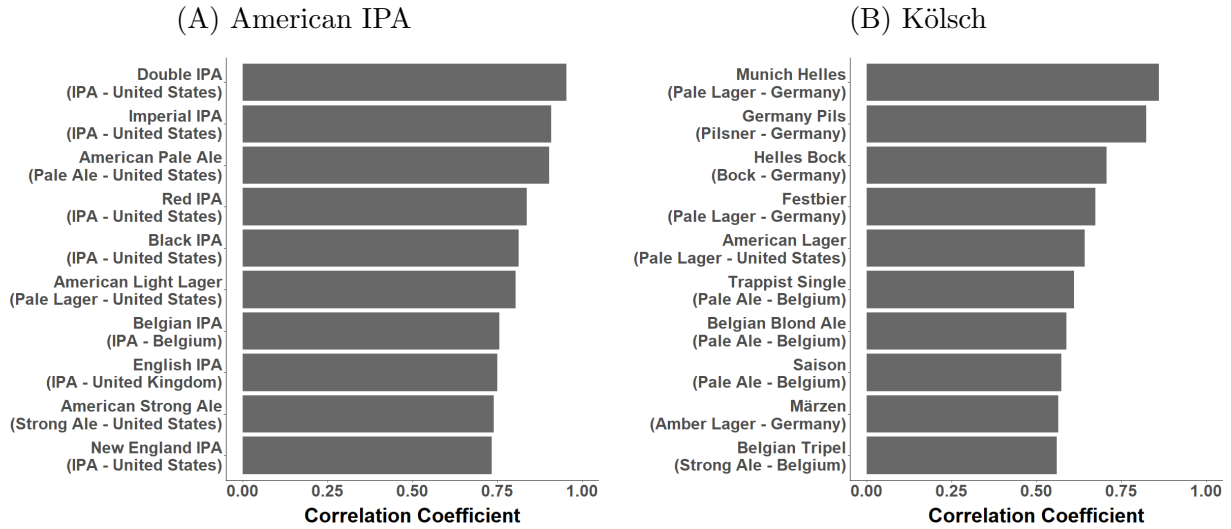 (A) American IPA
Double IPA
(IPA - United States)
Imperial IPA
(IPA - United States)
American Pale Ale
(Pale Ale - United States)
Red IPA
(IPA - United States)
Black IPA
(IPA - United States)
American Light Lager
(Pale Lager - United States)
Belgian IPA
(IPA - Belgium)
English IPA
(IPA - United Kingdom)
American Strong Ale
(Strong Ale - United States)
New England IPA
(IPA - United States)
0.00 0.25 0.50 0.75 1.00
Correlation Coefficient
(B) Kölsch
Munich Helles
(Pale Lager - Germany)
Germany Pils
(Pilsner - Germany)
Helles Bock
(Bock - Germany)
Festbier
(Pale Lager - Germany)
American Lager
(Pale Lager - United States)
Trappist Single
(Pale Ale - Belgium)
Belgian Blond Ale
(Pale Ale - Belgium)
Saison
(Pale Ale - Belgium)
Märzen
(Amber Lager - Germany)
Belgian Tripel
(Strong Ale - Belgium)
0.00 0.25 0.50 0.75 1.00
Correlation Coefficient